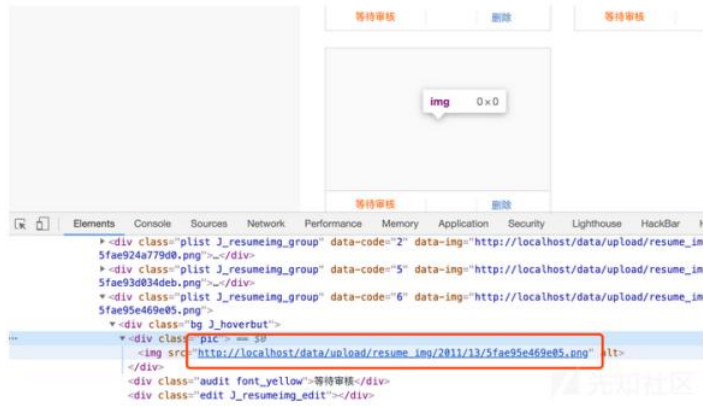 等待审核 删除 等待审核
img 0×0
等待审核 删除
Elements Console Sources Network Performance Memory Application Security Lighthouse HackBar
▶<div class="plist J_resumeimg_group" data-code="2" data-img="http://localhost/data/upload/resume_im
5fae924a779d0.png">…</div>
▶<div class="plist J_resumeimg_group" data-code="5" data-img="http://localhost/data/upload/resume_im
5fae93d034deb.png">…</div>
▼<div class="plist J_resumeimg_group" data-code="6" data-img="http://localhost/data/upload/resume_im
5fae95e469e05.png">
▼<div class="bg J_hoverbut">
… ▼<div class="pic"> == $0
<img src="http://localhost/data/upload/resume_img/2011/13/5fae95e469e05.png" alt>
</div>
<div class="audit font_yellow">等待审核</div>
<div class="edit J_resumeimg_edit"></div>
先知社区